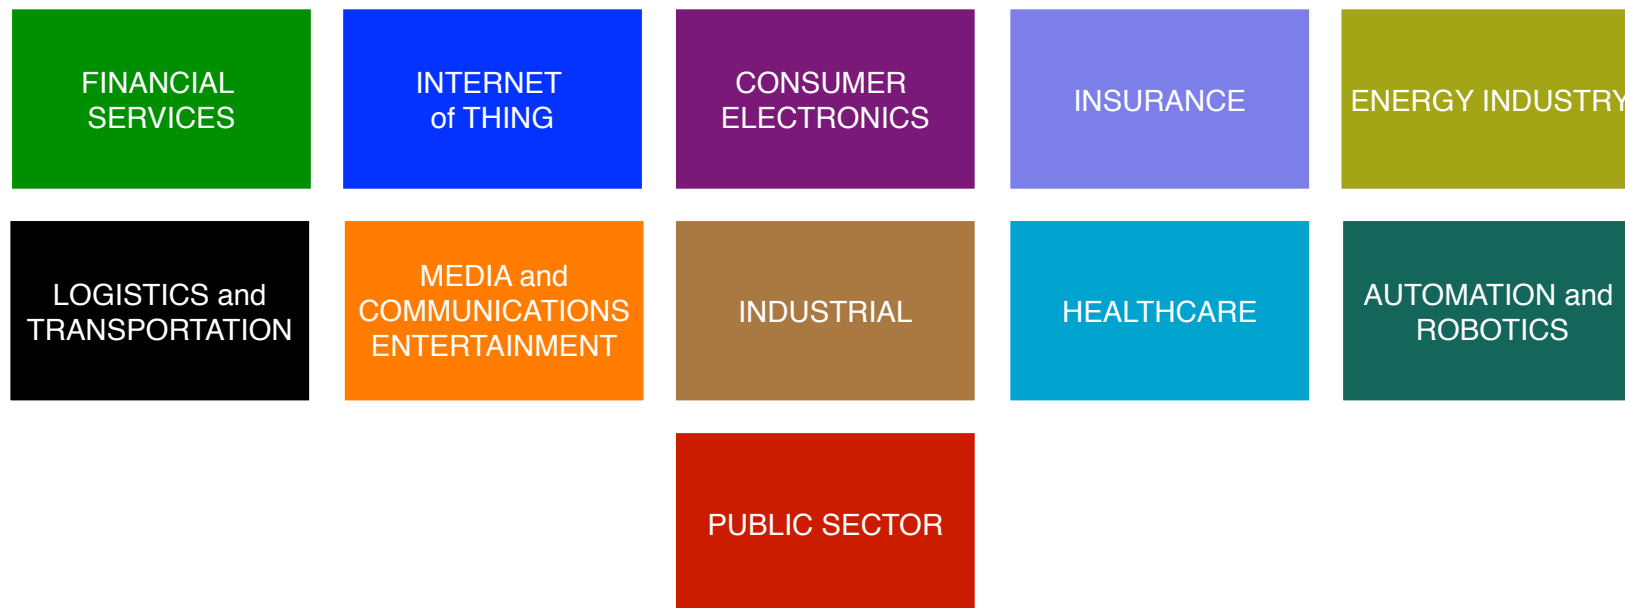 FINANCIAL
SERVICES
INTERNET
of THING
CONSUMER
ELECTRONICS
INSURANCE
ENERGY INDUSTRY
LOGISTICS and
TRANSPORTATION
MEDIA and
COMMUNICATIONS
ENTERTAINMENT
INDUSTRIAL
HEALTHCARE
AUTOMATION and
ROBOTICS
PUBLIC SECTOR